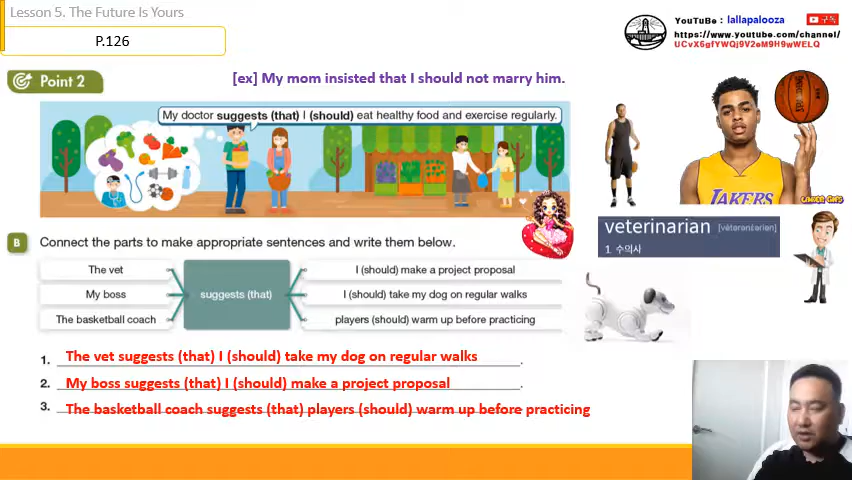 Lesson 5. The Future Is Yours
P.126
YouTuBe : lallapalooza
구독
https://www.youtube.com/channel/
UCvX6gfYWQj9V2eM9H9wWELQ
Point 2
[ex] My mom insisted that I should not marry him.
My doctor suggests (that) I (should) eat healthy food and exercise regularly.
LAKERS
veterinarian
1. 수의사
B Connect the parts to make appropriate sentences and write them below.
The vet
My boss
The basketball coach
suggests (that)
I (should) make a project proposal
I (should) take my dog on regular walks
players (should) warm up before practicing
1. The vet suggests (that) I (should) take my dog on regular walks.
2. My boss suggests (that) I (should) make a project proposal.
3. The basketball coach suggests (that) players (should) warm up before practicing